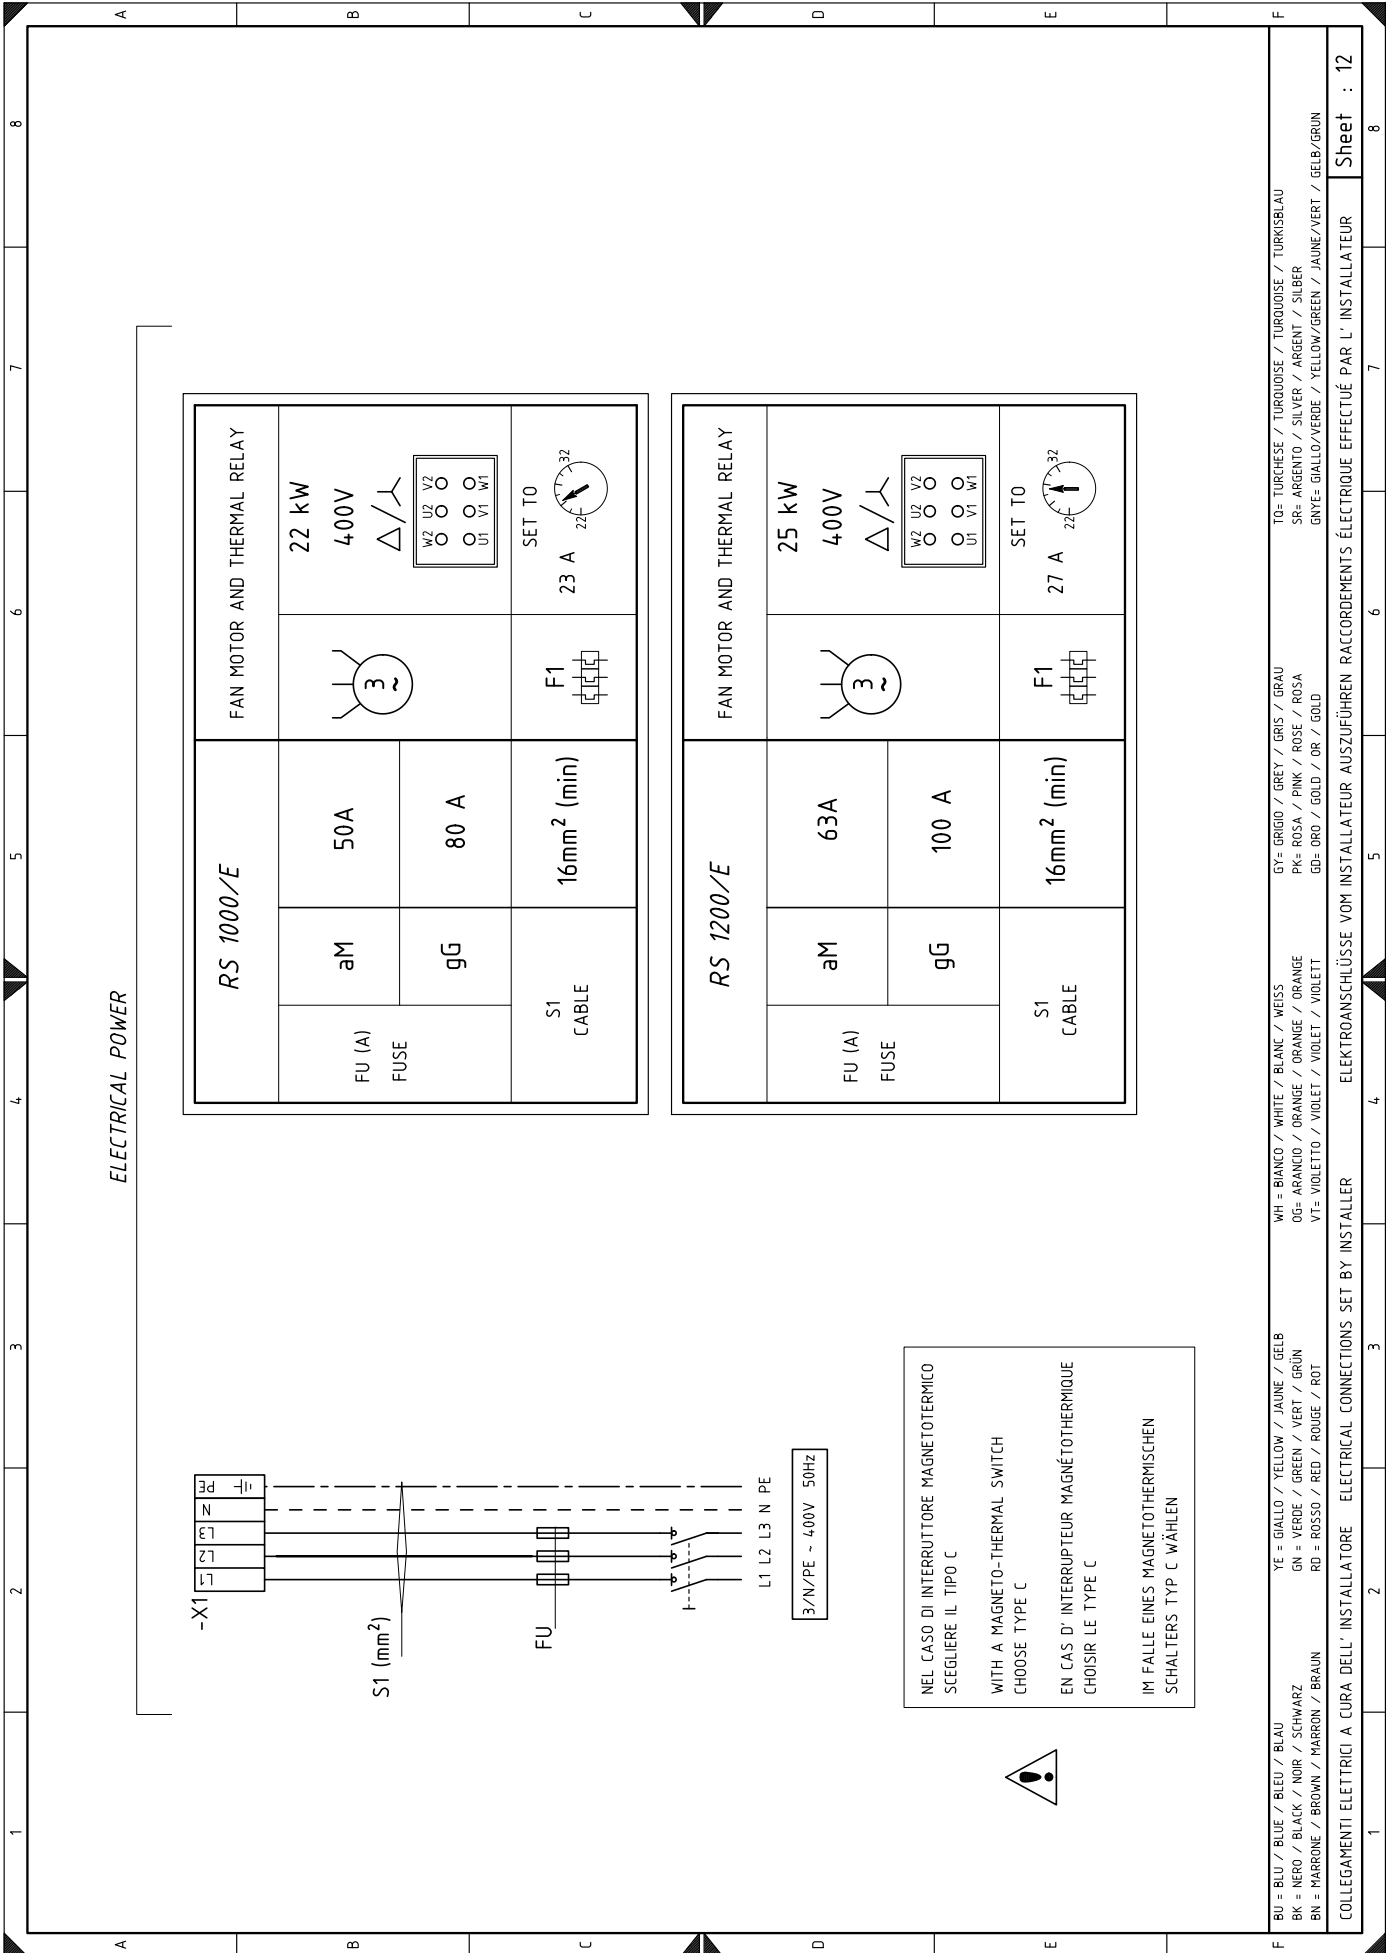 1 2 3 4 5 6 7 8
A
B
C
D
E
F
ELECTRICAL POWER
-X1
L1 L2 L3 N PE
S1 (mm²)
FU
L1 L2 L3 N PE
3/N/PE ~ 400V 50Hz
NEL CASO DI INTERRUTTORE MAGNETOTERMICO
SCEGLIERE IL TIPO C
WITH A MAGNETO-THERMAL SWITCH
CHOOSE TYPE C
EN CAS D' INTERRUPTEUR MAGNÉTOTHERMIQUE
CHOISIR LE TYPE C
IM FALLE EINES MAGNETOTHERMISCHEN
SCHALTERS TYP C WÄHLEN
RS 1000/E
FAN MOTOR AND THERMAL RELAY
FU (A)
FUSE
aM
50A
gG
80 A
3
~
22 kW
400V
W2 U2 V2
U1 V1 W1
S1
CABLE
16mm² (min)
F1
23 A
SET TO
22
32
RS 1200/E
FAN MOTOR AND THERMAL RELAY
FU (A)
FUSE
aM
63A
gG
100 A
3
~
25 kW
400V
W2 U2 V2
U1 V1 W1
S1
CABLE
16mm² (min)
F1
27 A
SET TO
22
32
BU = BLU / BLUE / BLEU / BLAU
BK = NERO / BLACK / NOIR / SCHWARZ
BN = MARRONE / BROWN / MARRON / BRAUN
YE = GIALLO / YELLOW / JAUNE / GELB
GN = VERDE / GREEN / VERT / GRÜN
RD = ROSSO / RED / ROUGE / ROT
WH = BIANCO / WHITE / BLANC / WEISS
OG= ARANCIO / ORANGE / ORANGE / ORANGE
VT= VIOLETTO / VIOLET / VIOLET / VIOLETT
GY= GRIGIO / GREY / GRIS / GRAU
PK= ROSA / PINK / ROSE / ROSA
GD= ORO / GOLD / OR / GOLD
TQ= TURCHESE / TURQUOISE / TURQUOISE / TURKISBLAU
SR= ARGENTO / SILVER / ARGENT / SILBER
GNYE= GIALLO/VERDE / YELLOW/GREEN / JAUNE/VERT / GELB/GRUN
COLLEGAMENTI ELETTRICI A CURA DELL' INSTALLATORE ELECTRICAL CONNECTIONS SET BY INSTALLER ELEKTROANSCHLÜSSE VOM INSTALLATEUR AUSZUFÜHREN RACCORDEMENTS ÉLECTRIQUE EFFECTUÉ PAR L' INSTALLATEUR
Sheet : 12
1 2 3 4 5 6 7 8
A
B
C
D
E
F